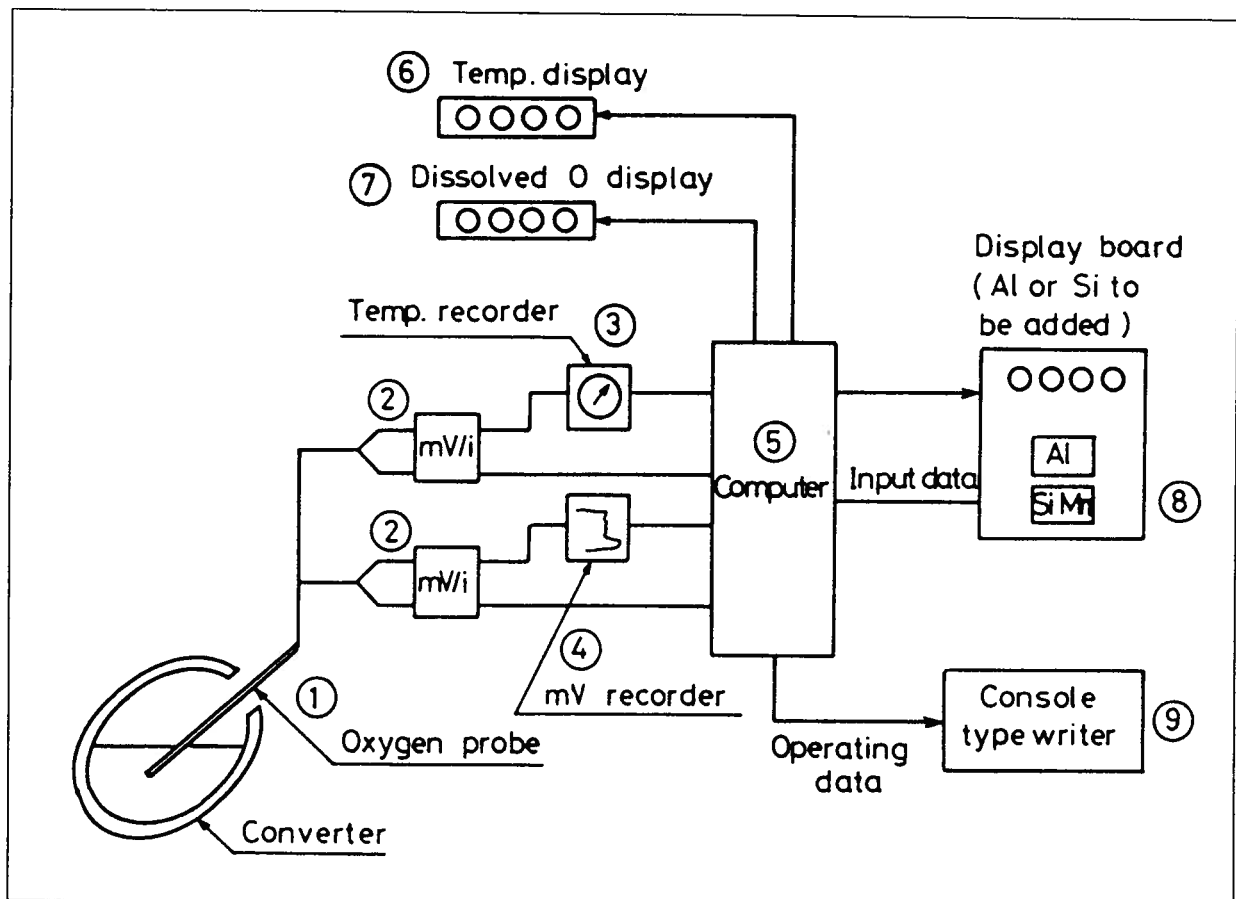 ⑥ Temp. display
⑦ Dissolved O display
Display board
( Al or Si to
be added )
Temp. recorder ③
②
mV/i
⑤
Computer
Input data
Al
Si Mn
⑧
②
mV/i
④
mV recorder
①
Oxygen probe
Converter
Operating
data
Console
type writer
⑨